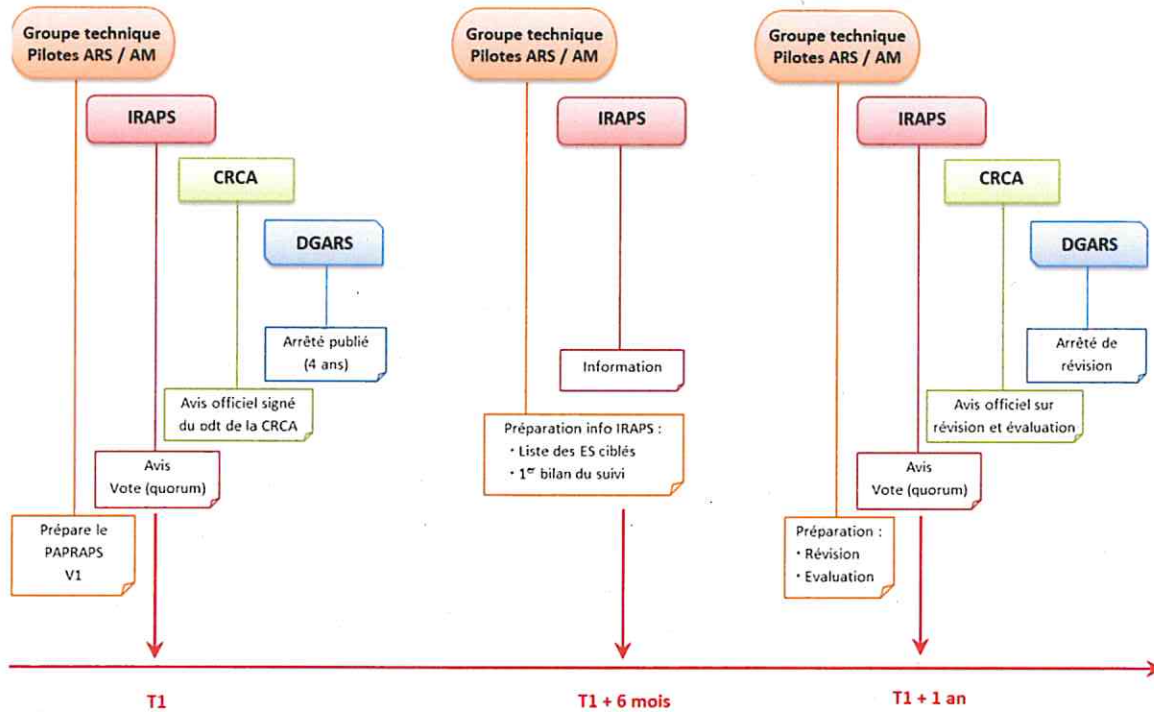 Groupe technique
Pilotes ARS / AM
IRAPS
CRCA
DGARS
Arrêté publié
(4 ans)
Avis officiel signé
du pdt de la CRCA
Avis
Vote (quorum)
Prépare le
PAPRAPS
V1
Groupe technique
Pilotes ARS / AM
IRAPS
Information
Préparation info IRAPS :
• Liste des ES ciblés
• 1er bilan du suivi
Groupe technique
Pilotes ARS / AM
IRAPS
CRCA
DGARS
Arrêté de
révision
Avis officiel sur
révision et évaluation
Avis
Vote (quorum)
Préparation :
• Révision
• Evaluation
T1
T1 + 6 mois
T1 + 1 an